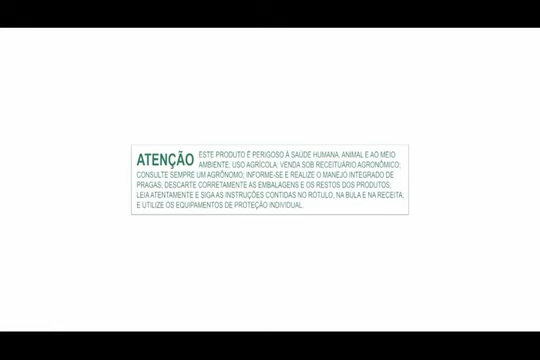 ATENÇÃO ESTE PRODUTO É PERIGOSO À SAÚDE HUMANA, ANIMAL E AO MEIO
AMBIENTE; USO AGRÍCOLA; VENDA SOB RECEITUÁRIO AGRONÔMICO;
CONSULTE SEMPRE UM AGRÔNOMO; INFORME-SE E REALIZE O MANEJO INTEGRADO DE
PRAGAS; DESCARTE CORRETAMENTE AS EMBALAGENS E OS RESTOS DOS PRODUTOS;
LEIA ATENTAMENTE E SIGA AS INSTRUÇÕES CONTIDAS NO RÓTULO, NA BULA E NA RECEITA;
E UTILIZE OS EQUIPAMENTOS DE PROTEÇÃO INDIVIDUAL.